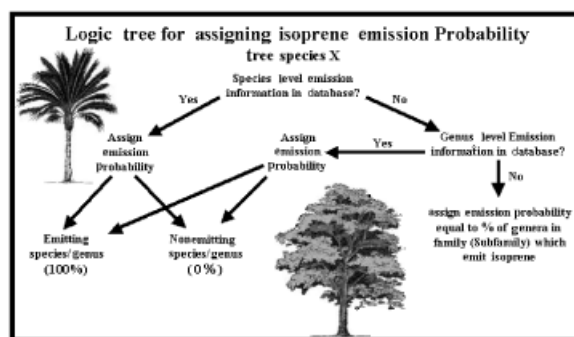 Logic tree for assigning isoprene emission Probability
tree species X
Species level emission
information in database?
Yes
No
Assign
emission
probability
Assign
emission
probability
Yes
Genus level Emission
information in database?
No
Emitting
species/genus
(100%)
Nonemitting
species/genus
(0%)
assign emission probability
equal to % of genera in
family (Subfamily) which
emit isoprene